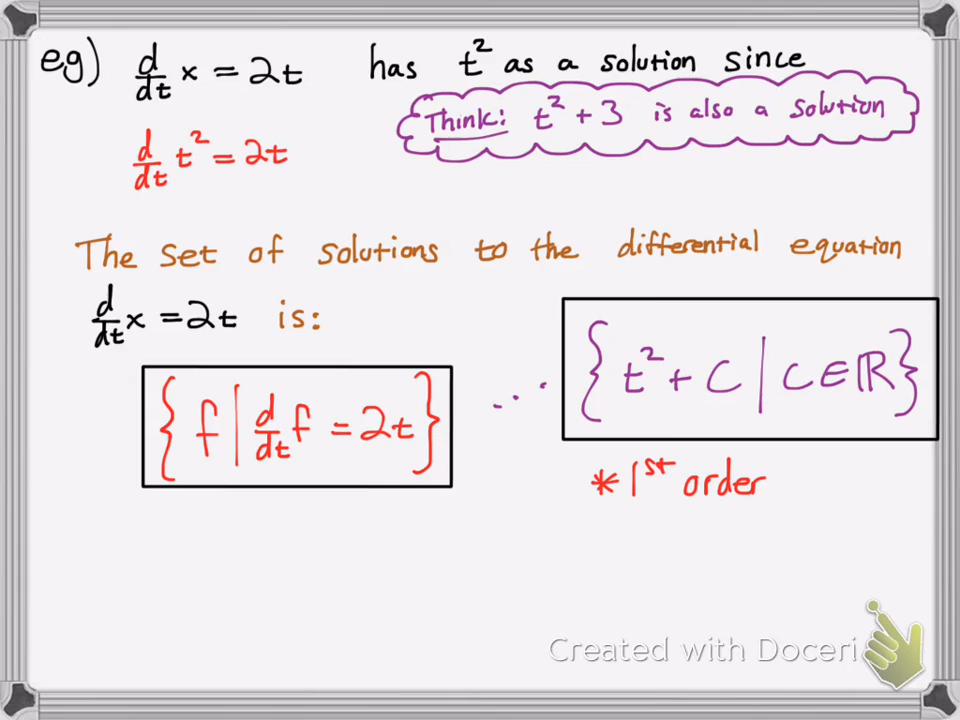 eg) d/dt x = 2t has t² as a solution since
Think: t² + 3 is also a solution
d/dt t² = 2t
The set of solutions to the differential equation
d/dt x = 2t is:
{ f | d/dt f = 2t } ... { t² + C | C ∈ ℝ }
* 1st order
Created with Doceri